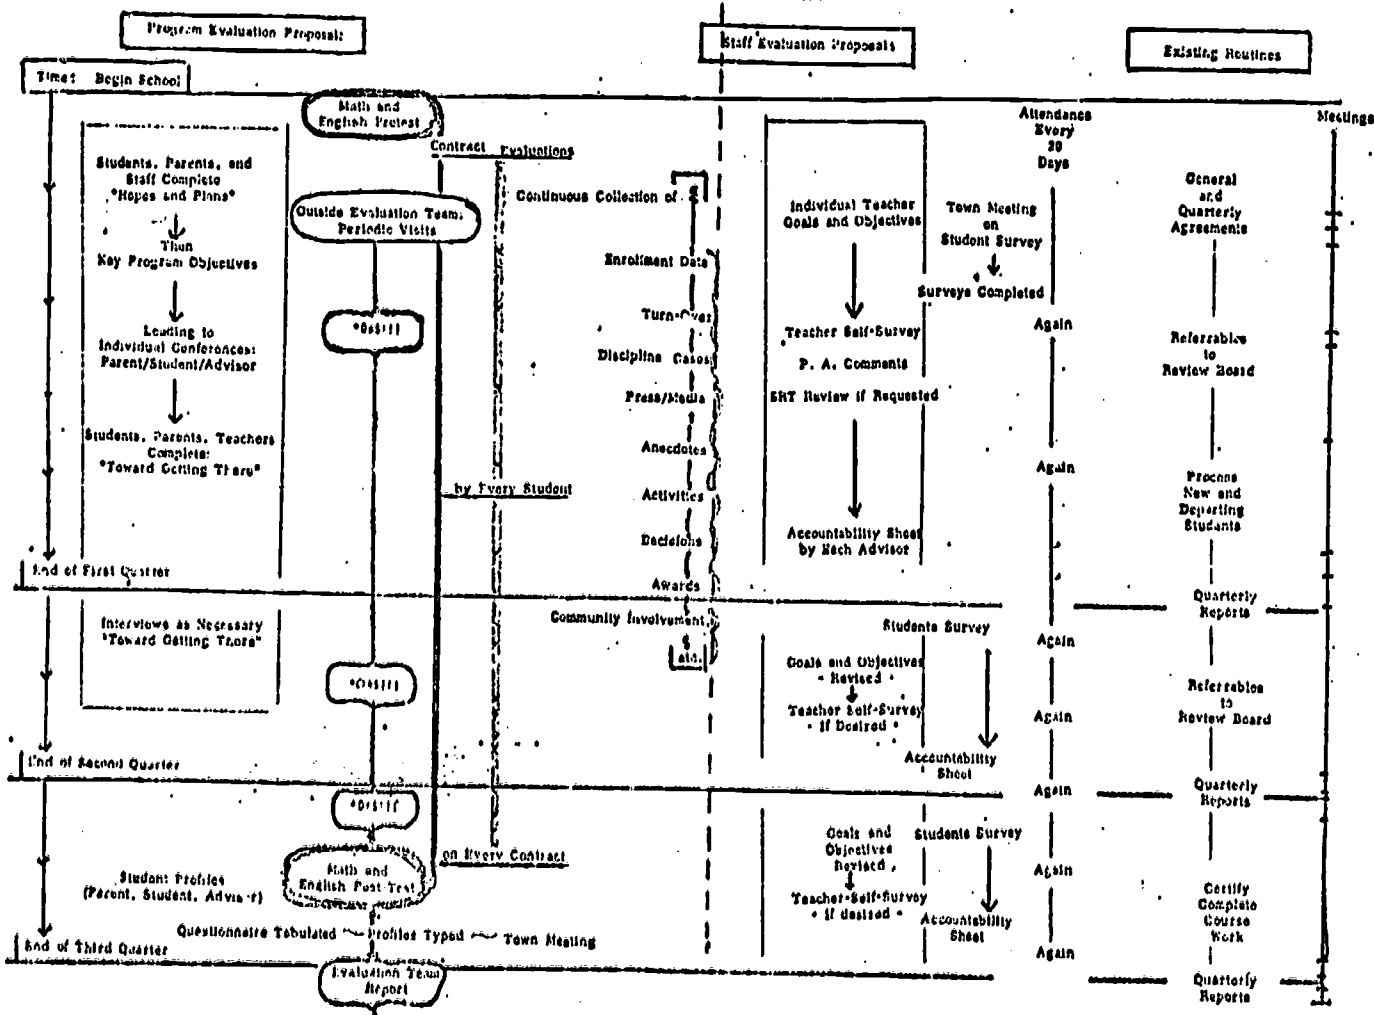 Program Evaluation Proposals
Staff Evaluation Proposals
Existing Routines
Time: Begin School
Math and
English Pretest
Contract Evaluations
Attendance
Every
20
Days
Meetings
Students, Parents, and
Staff Complete
"Hopes and Plans"
Then
Key Program Objectives
Leading to
Individual Conferences:
Parent/Student/Advisor
Students, Parents, Teachers
Complete:
"Toward Getting There"
Outside Evaluation Team:
Periodic Visits
by Every Student
Continuous Collection of
Enrollment Data
Turn-Over
Discipline Cases
Press/Media
Anecdotes
Activities
Decisions
Awards
Community Involvement
etc.
Individual Teacher
Goals and Objectives
Teacher Self-Survey
P. A. Comments
SRT Review if Requested
Accountability Sheet
by Each Advisor
Town Meeting
on
Student Survey
Surveys Completed
Again
Again
General
and
Quarterly
Agreements
Referrables
to
Review Board
Process
New and
Departing
Students
End of First Quarter
Quarterly
Reports
Interviews as Necessary
"Toward Getting There"
Students Survey
Goals and Objectives
- Revised -
Teacher Self-Survey
- if Desired -
Accountability
Sheet
Again
Again
Referrables
to
Review Board
End of Second Quarter
Again
Quarterly
Reports
on Every Contract
Math and
English Post-Test
Student Profiles
(Parent, Student, Advisor)
Questionnaire Tabulated Profiles Typed Town Meeting
Goals and
Objectives
Revised
Teacher-Self-Survey
- if desired -
Students Survey
Accountability
Sheet
Again
Again
Certify
Complete
Course
Work
End of Third Quarter
Evaluation Team
Report
Quarterly
Reports